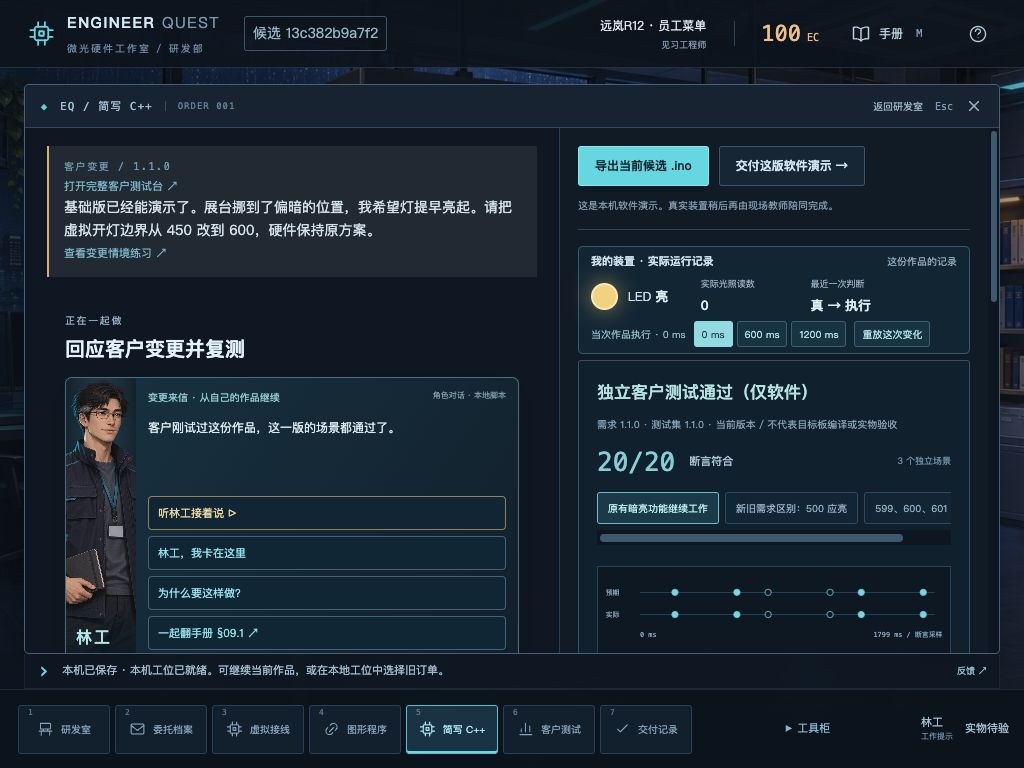 ENGINEER QUEST
微光硬件工作室 / 研发部
候选 13c382b9a7f2
远岚R12 · 员工菜单
见习工程师
100 EC
手册 M
EQ / 简写 C++
ORDER 001
返回研发室 Esc
客户变更 / 1.1.0
打开完整客户测试台 ↗
基础版已经能演示了。展台挪到了偏暗的位置，我希望灯提早亮起。请把
虚拟开灯边界从 450 改到 600，硬件保持原方案。
查看变更情境练习 ↗
正在一起做
回应客户变更并复测
变更来信 · 从自己的作品继续
角色对话 · 本地脚本
客户刚试过这份作品，这一版的场景都通过了。
听林工接着说 ▷
林工，我卡在这里
为什么要这样做?
一起翻手册 §09.1 ↗
林工
导出当前候选 .ino
交付这版软件演示 →
这是本机软件演示。真实装置稍后再由现场教师陪同完成。
我的装置 · 实际运行记录
这份作品的记录
LED 亮
实际光照读数
0
最近一次判断
真 → 执行
当次作品执行 · 0 ms
0 ms
600 ms
1200 ms
重放这次变化
独立客户测试通过（仅软件）
需求 1.1.0 · 测试集 1.1.0 · 当前版本 / 不代表目标板编译或实物验收
20/20 断言符合
3 个独立场景
原有暗亮功能继续工作
新旧需求区别：500 应亮
599、600、601
预期
实际
0 ms
1799 ms / 断言采样
本机已保存 · 本机工位已就绪。可继续当前作品，或在本地工位中选择旧订单。
反馈 ↗
1 研发室
2 委托档案
3 虚拟接线
4 图形程序
5 简写 C++
6 客户测试
7 交付记录
▶ 工具柜
林工
工作提示
实物待验